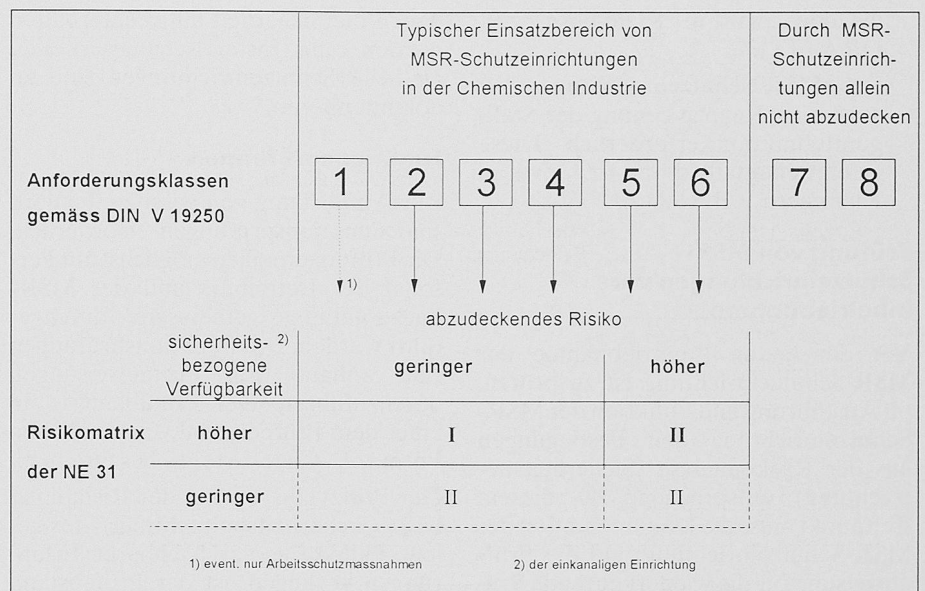 Typischer Einsatzbereich von
MSR-Schutzeinrichtungen
in der Chemischen Industrie
Durch MSR-
Schutzeinrich-
tungen allein
nicht abzudecken
Anforderungsklassen
gemäss DIN V 19250
1 2 3 4 5 6 7 8
1)
abzudeckendes Risiko
sicherheits- 2)
bezogene
Verfügbarkeit
geringer höher
Risikomatrix
der NE 31
höher I II
geringer II II
1) event. nur Arbeitsschutzmassnahmen 2) der einkanaligen Einrichtung